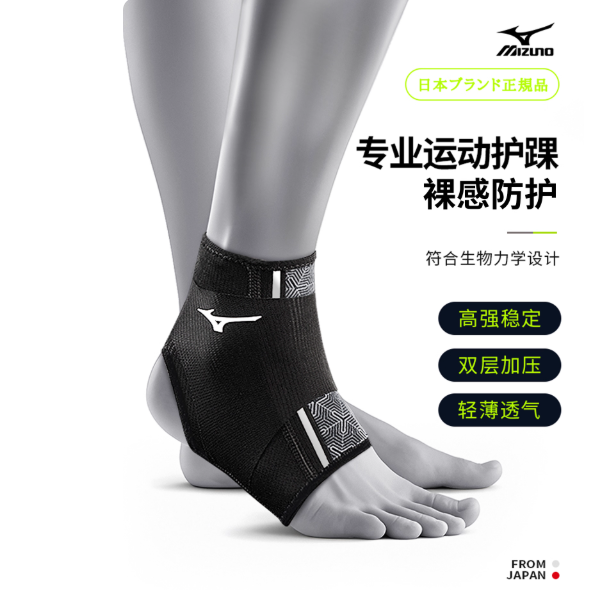 MIZUNO
日本ブランド正規品
专业运动护踝
裸感防护
符合生物力学设计
高强稳定
双层加压
轻薄透气
FROM
JAPAN